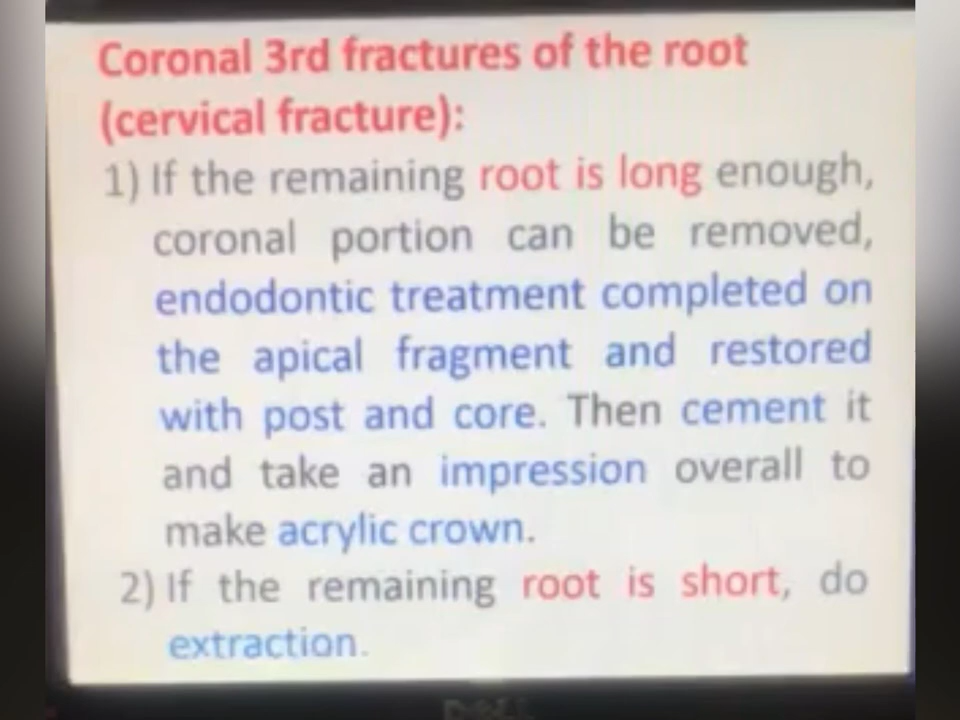 Coronal 3rd fractures of the root
(cervical fracture):
1) If the remaining root is long enough,
coronal portion can be removed,
endodontic treatment completed on
the apical fragment and restored
with post and core. Then cement it
and take an impression overall to
make acrylic crown.
2) If the remaining root is short, do
extraction.
DELL